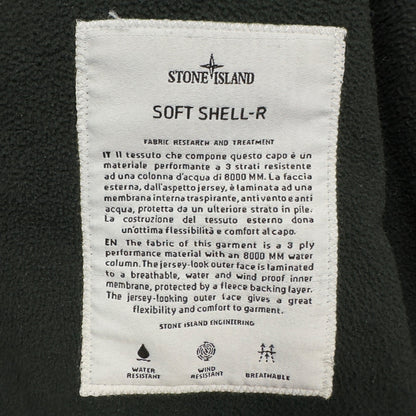 STONE ISLAND
SOFT SHELL-R
FABRIC RESEARCH AND TREATMENT
IT Il tessuto che compone questo capo è un
materiale performante a 3 strati resistente
ad una colonna d'acqua di 8000 MM. La faccia
esterna, dall'aspetto jersey, è laminata ad una
membrana interna traspirante, anti vento e anti
acqua, protetta da un ulteriore strato in pile.
La costruzione del tessuto esterno dona
un'ottima flessibilità e comfort al capo.
EN The fabric of this garment is a 3 ply
performance material with an 8000 MM water
column. The jersey-look outer face is laminated
to a breathable, water and wind proof inner
membrane, protected by a fleece backing layer.
The jersey-looking outer face gives a great
flexibility and comfort to garment.
STONE ISLAND ENGINEERING
WATER RESISTANT
WIND RESISTANT
BREATHABLE